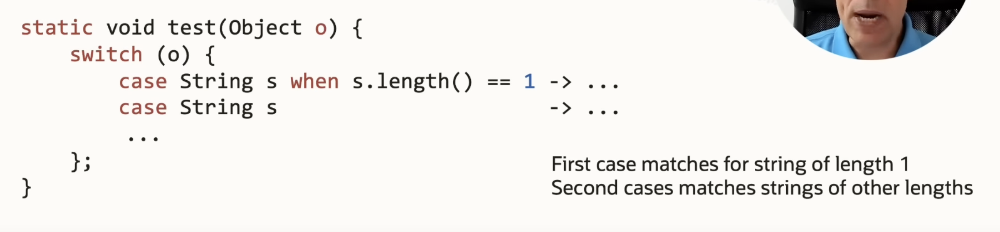 static void test(Object o) {
switch (o) {
case String s when s.length() == 1 -> ...
case String s -> ...
...
};
}
First case matches for string of length 1
Second cases matches strings of other lengths